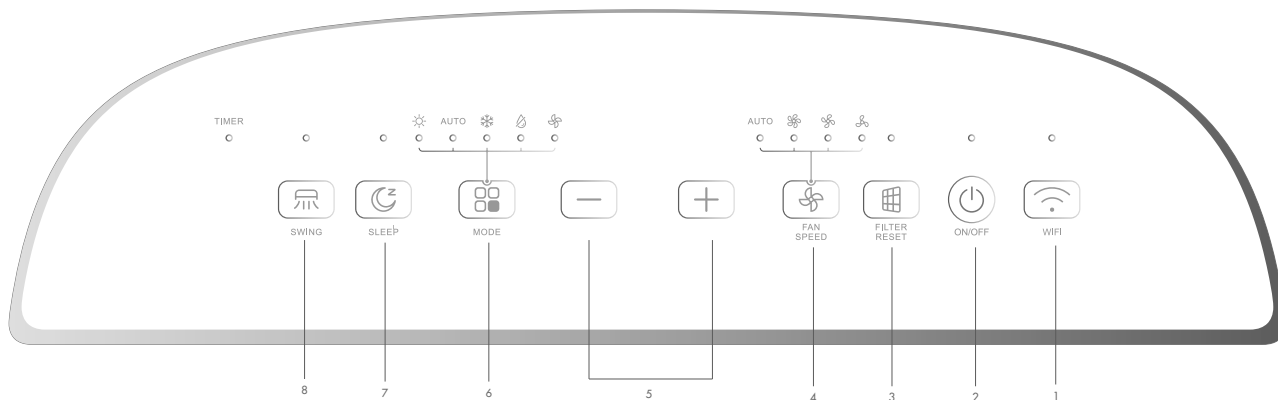 TIMER
AUTO
AUTO
Z
SWING
SLEEP
MODE
FAN
SPEED
FILTER
RESET
ON/OFF
WIFI
8
7
6
5
4
3
2
1